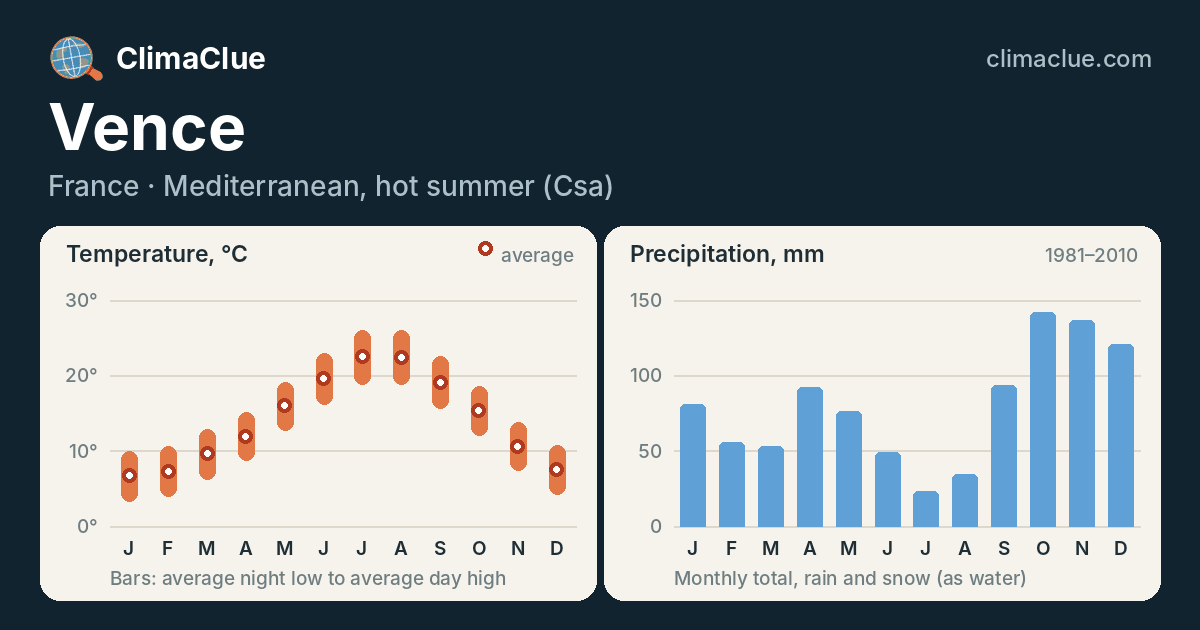 ClimaClue
climaclue.com
Vence
France · Mediterranean, hot summer (Csa)
Temperature, °C
average
30°
20°
10°
0°
J F M A M J J A S O N D
Bars: average night low to average day high
Precipitation, mm
1981–2010
150
100
50
0
J F M A M J J A S O N D
Monthly total, rain and snow (as water)